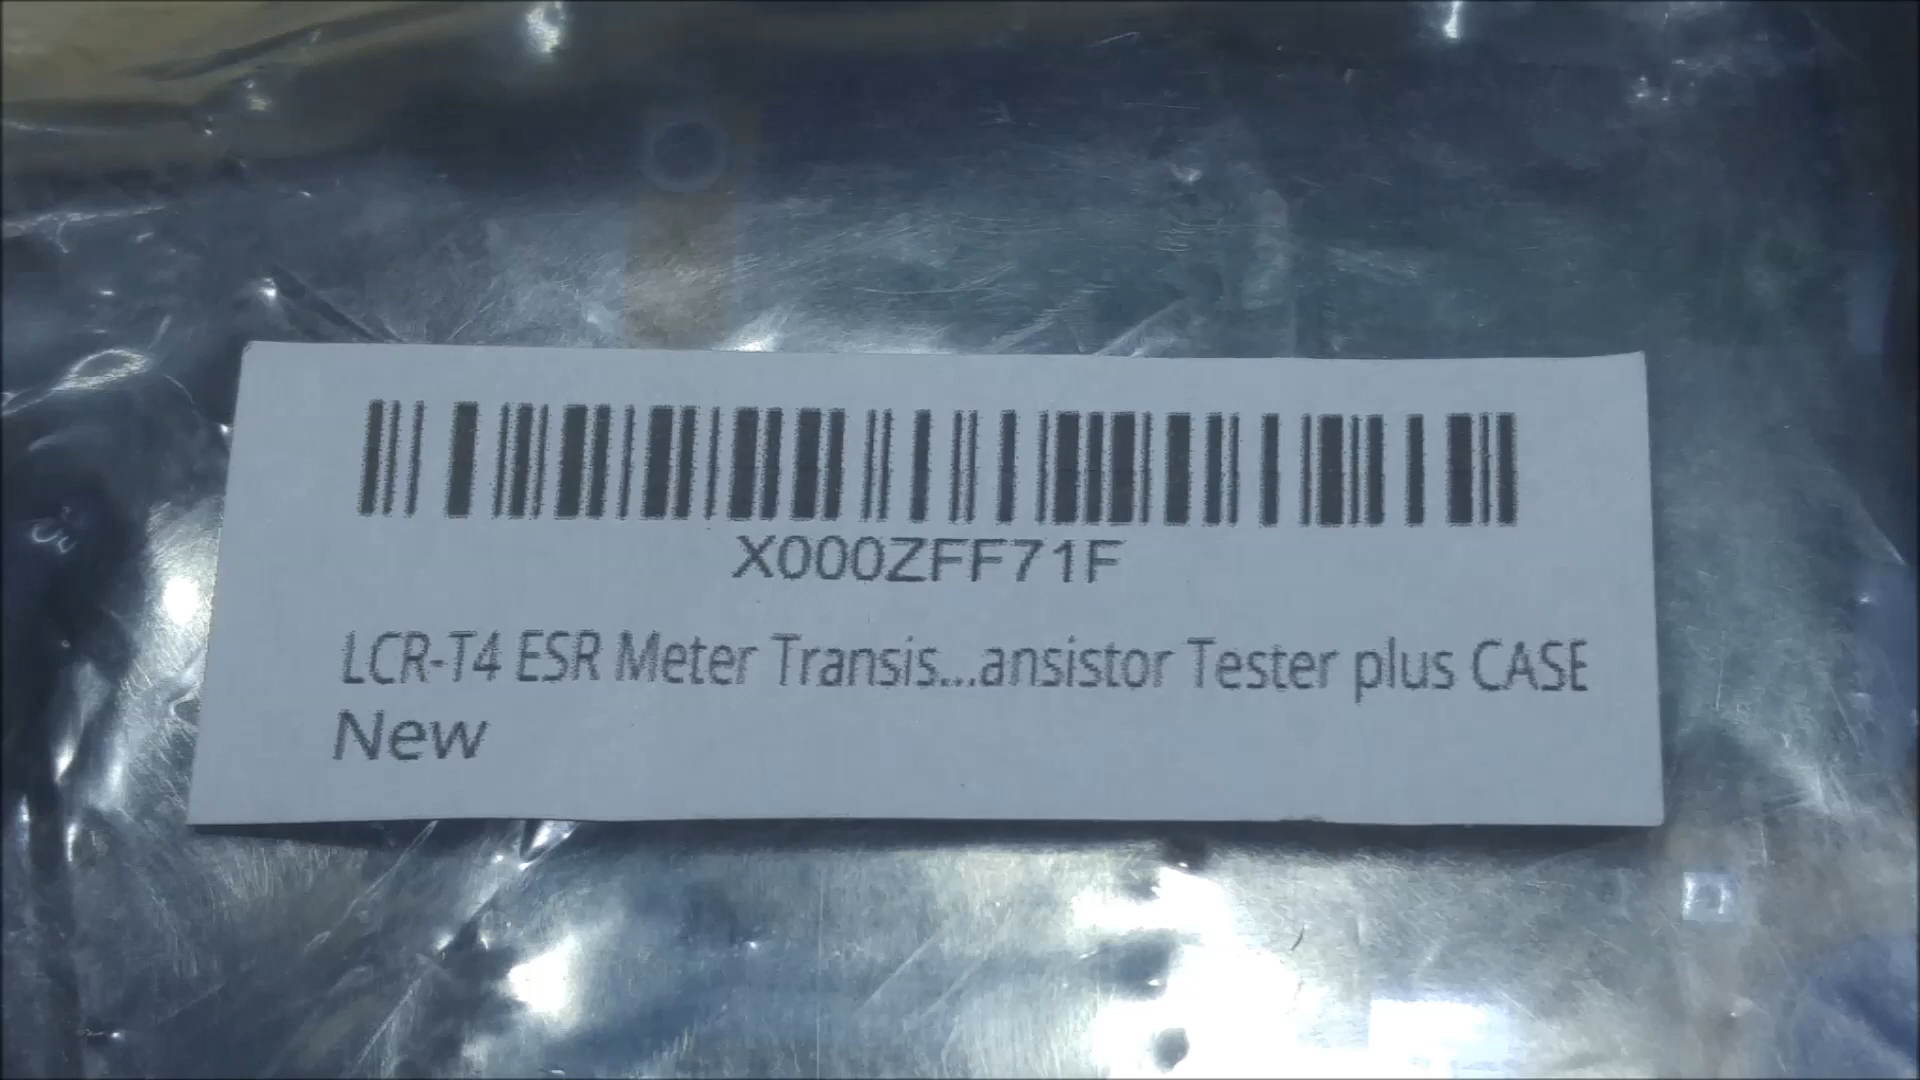 X000ZFF71F
LCR-T4 ESR Meter Transis...ansistor Tester plus CASE
New